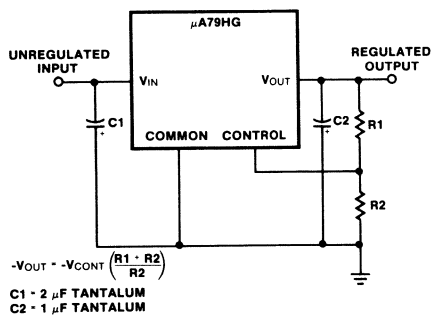 µA79HG
UNREGULATED
INPUT
REGULATED
OUTPUT
VIN
VOUT
C1
+
COMMON
CONTROL
C2
+
R1
R2
-VOUT = -VCONT (R1 + R2 / R2)
C1 = 2 µF TANTALUM
C2 = 1 µF TANTALUM